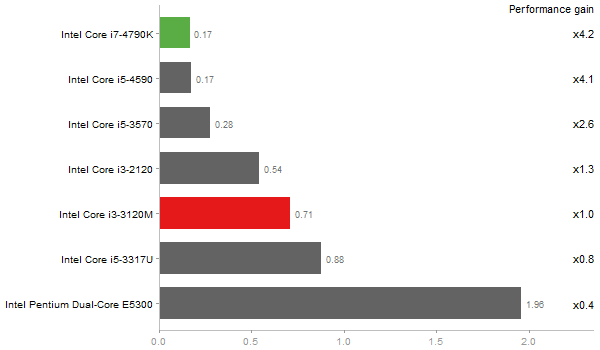 Performance gain
Intel Core i7-4790K 0.17 x4.2
Intel Core i5-4590 0.17 x4.1
Intel Core i5-3570 0.28 x2.6
Intel Core i3-2120 0.54 x1.3
Intel Core i3-3120M 0.71 x1.0
Intel Core i5-3317U 0.88 x0.8
Intel Pentium Dual-Core E5300 1.96 x0.4
0.0 0.5 1.0 1.5 2.0